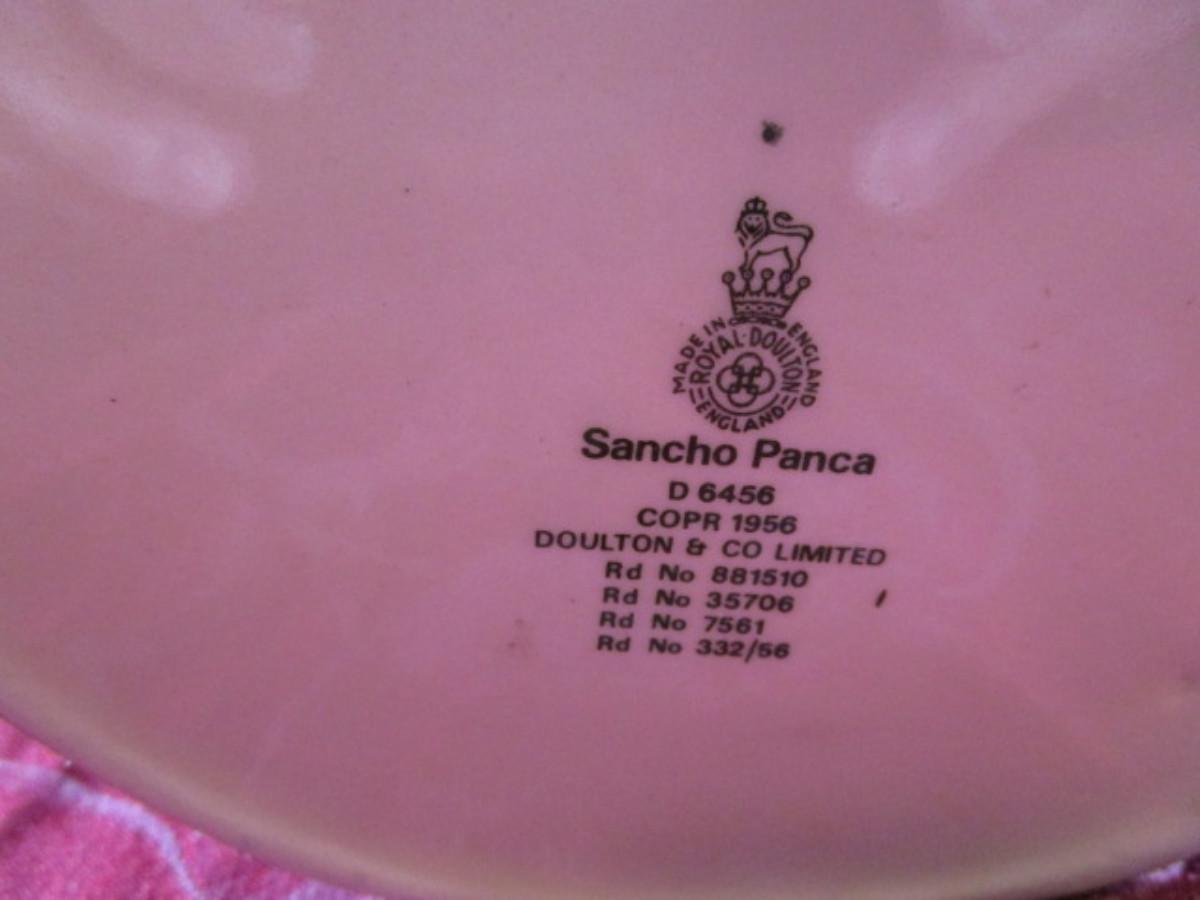 MADE IN ENGLAND
ROYAL·DOULTON
ENGLAND
Sancho Panca
D 6456
COPR 1956
DOULTON & CO LIMITED
Rd No 881510
Rd No 35706
Rd No 7561
Rd No 332/56